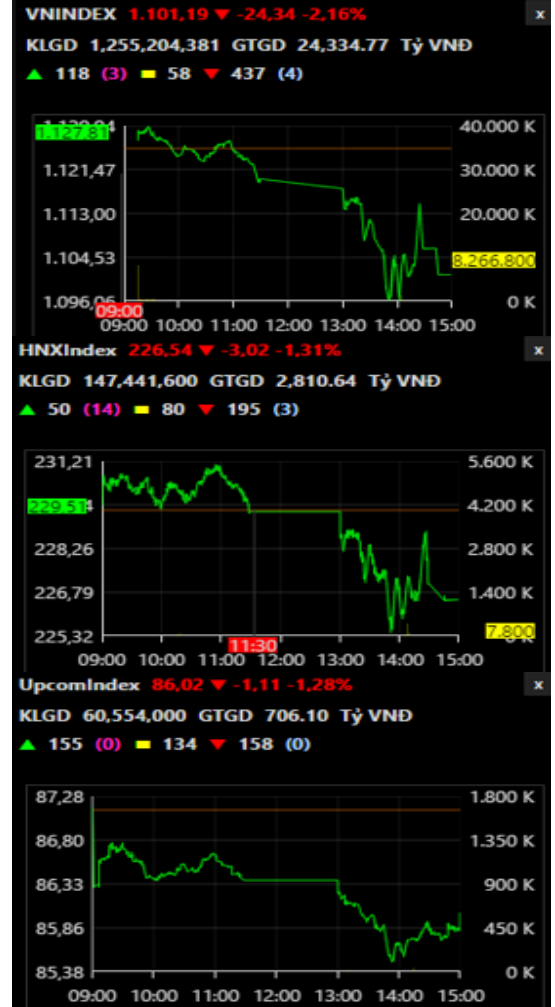 VNINDEX 1.101,19 ▼ -24,34 -2,16% x
KLGD 1,255,204,381 GTGD 24,334.77 Tỷ VNĐ
▲ 118 (3) 58 ▼ 437 (4)
40.000 K
1.127.81
1.121,47 30.000 K
1.113,00 20.000 K
1.104,53 8.266.800
1.096,06 0 K
09:00
09:00 10:00 11:00 12:00 13:00 14:00 15:00
HNXIndex 226,54 ▼ -3,02 -1,31% x
KLGD 147,441,600 GTGD 2,810.64 Tỷ VNĐ
▲ 50 (14) 80 ▼ 195 (3)
231,21 5.600 K
229.51 4.200 K
228,26 2.800 K
226,79 1.400 K
225,32 7.800
11:30
09:00 10:00 11:00 12:00 13:00 14:00 15:00
UpcomIndex 86,02 ▼ -1,11 -1,28% x
KLGD 60,554,000 GTGD 706.10 Tỷ VNĐ
▲ 155 (0) 134 ▼ 158 (0)
87,28 1.800 K
86,80 1.350 K
86,33 900 K
85,86 450 K
85,38 0 K
09:00 10:00 11:00 12:00 13:00 14:00 15:00